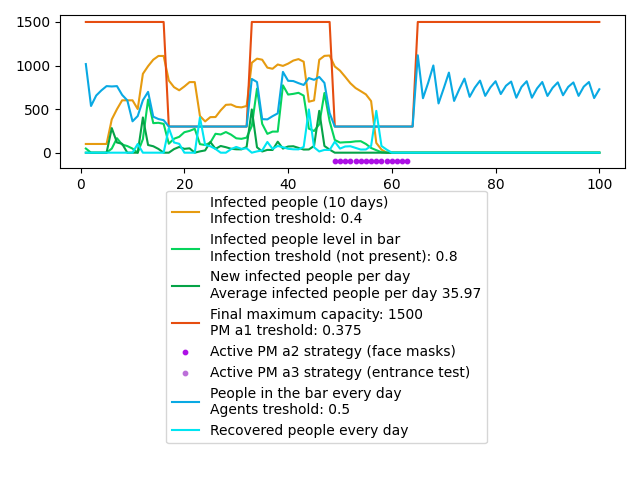 1500
1000
500
0
0
20
40
60
80
100
Infected people (10 days)
Infection treshold: 0.4
Infected people level in bar
Infection treshold (not present): 0.8
New infected people per day
Average infected people per day 35.97
Final maximum capacity: 1500
PM a1 treshold: 0.375
Active PM a2 strategy (face masks)
Active PM a3 strategy (entrance test)
People in the bar every day
Agents treshold: 0.5
Recovered people every day